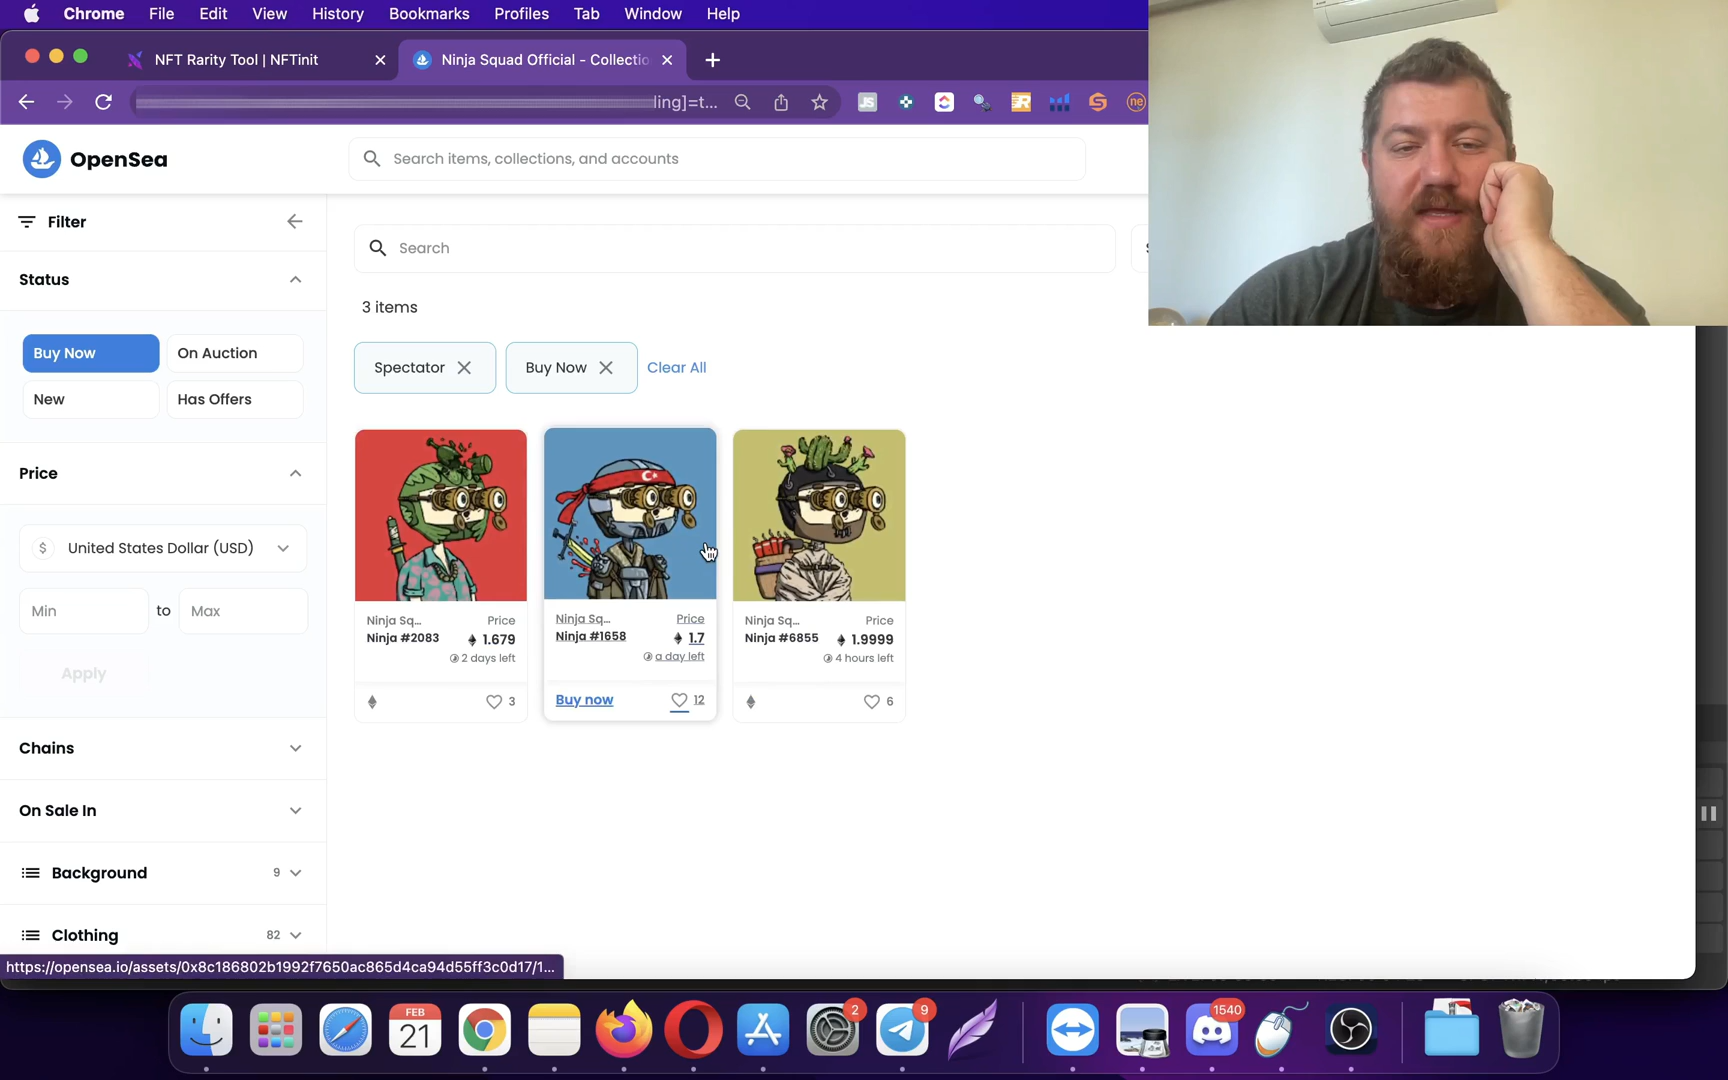 Chrome File Edit View History Bookmarks Profiles Tab Window Help
NFT Rarity Tool | NFTinit
Ninja Squad Official - Collectio
ling]=t...
OpenSea
Search items, collections, and accounts
Filter
Search
Status
3 items
Buy Now
On Auction
New
Has Offers
Spectator
Buy Now
Clear All
Price
$ United States Dollar (USD)
Min to Max
Apply
Ninja Sq... Price
Ninja #2083 1.679
2 days left
3
Ninja Sq... Price
Ninja #1658 1.7
a day left
Buy now 12
Ninja Sq... Price
Ninja #6855 1.9999
4 hours left
6
Chains
On Sale In
Background 9
Clothing 82
https://opensea.io/assets/0x8c186802b1992f7650ac865d4ca94d55ff3c0d17/1...
FEB
21
2
9
1540